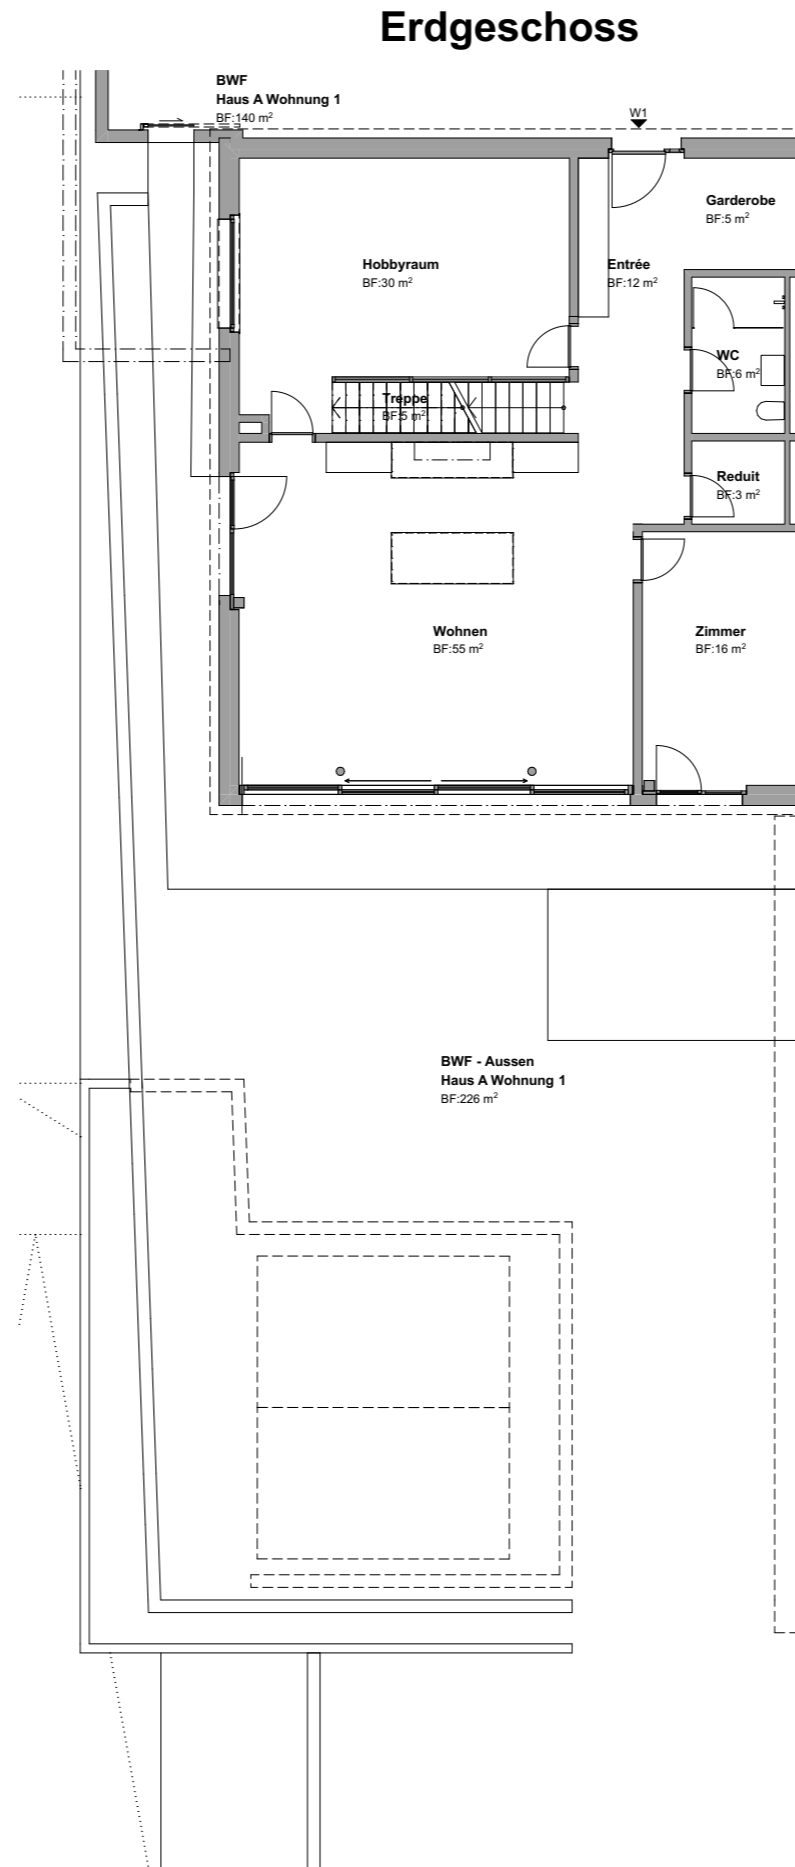 Erdgeschoss
BWF
Haus A Wohnung 1
BF:140 m²
W1
Garderobe
BF:5 m²
Hobbyraum
BF:30 m²
Entrée
BF:12 m²
WC
BF:6 m²
Treppe
BF:5 m²
Reduit
BF:3 m²
Wohnen
BF:55 m²
Zimmer
BF:16 m²
BWF - Aussen
Haus A Wohnung 1
BF:226 m²